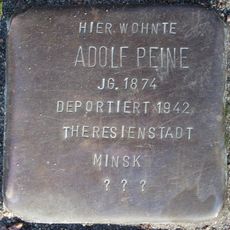 HIER WOHNTE
ADOLF PEINE
JG. 1874
DEPORTIERT 1942
THERESIENSTADT
MINSK
? ? ?